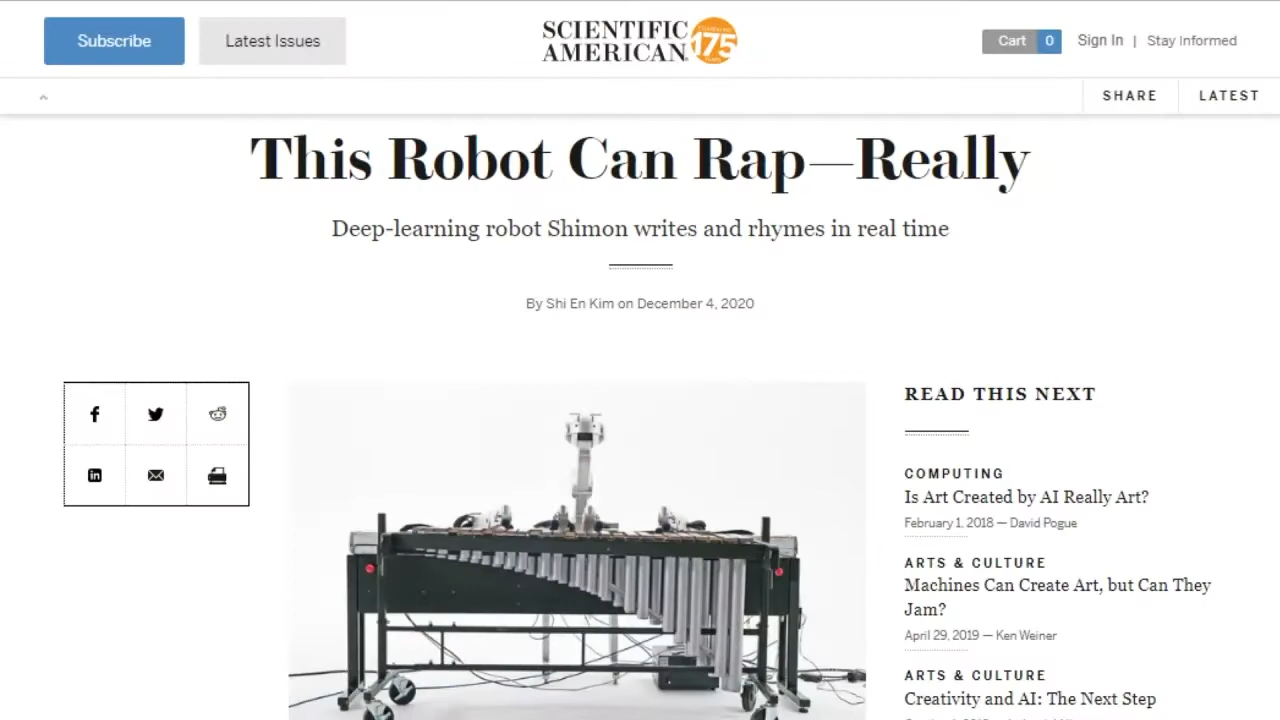 Subscribe
Latest Issues
SCIENTIFIC
AMERICAN
175
Cart 0
Sign In | Stay Informed
SHARE
LATEST
This Robot Can Rap—Really
Deep-learning robot Shimon writes and rhymes in real time
By Shi En Kim on December 4, 2020
READ THIS NEXT
COMPUTING
Is Art Created by AI Really Art?
February 1, 2018 — David Pogue
ARTS & CULTURE
Machines Can Create Art, but Can They
Jam?
April 29, 2019 — Ken Weiner
ARTS & CULTURE
Creativity and AI: The Next Step